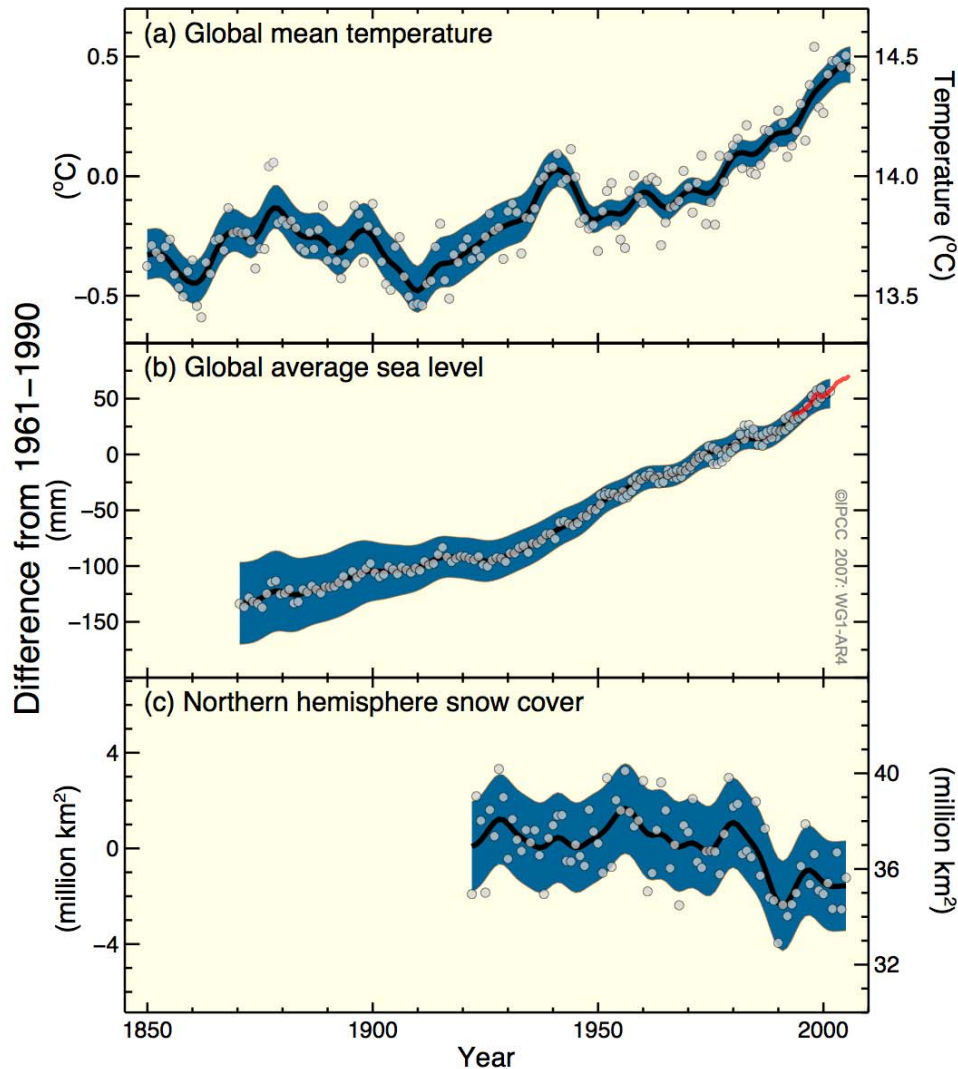 (a) Global mean temperature
0.5
0.0
−0.5
(°C)
14.5
14.0
13.5
Temperature (°C)
Difference from 1961−1990
(b) Global average sea level
50
0
−50
−100
−150
(mm)
©IPCC 2007: WG1-AR4
(c) Northern hemisphere snow cover
4
0
−4
(million km²)
40
36
32
(million km²)
1850 1900 1950 2000
Year